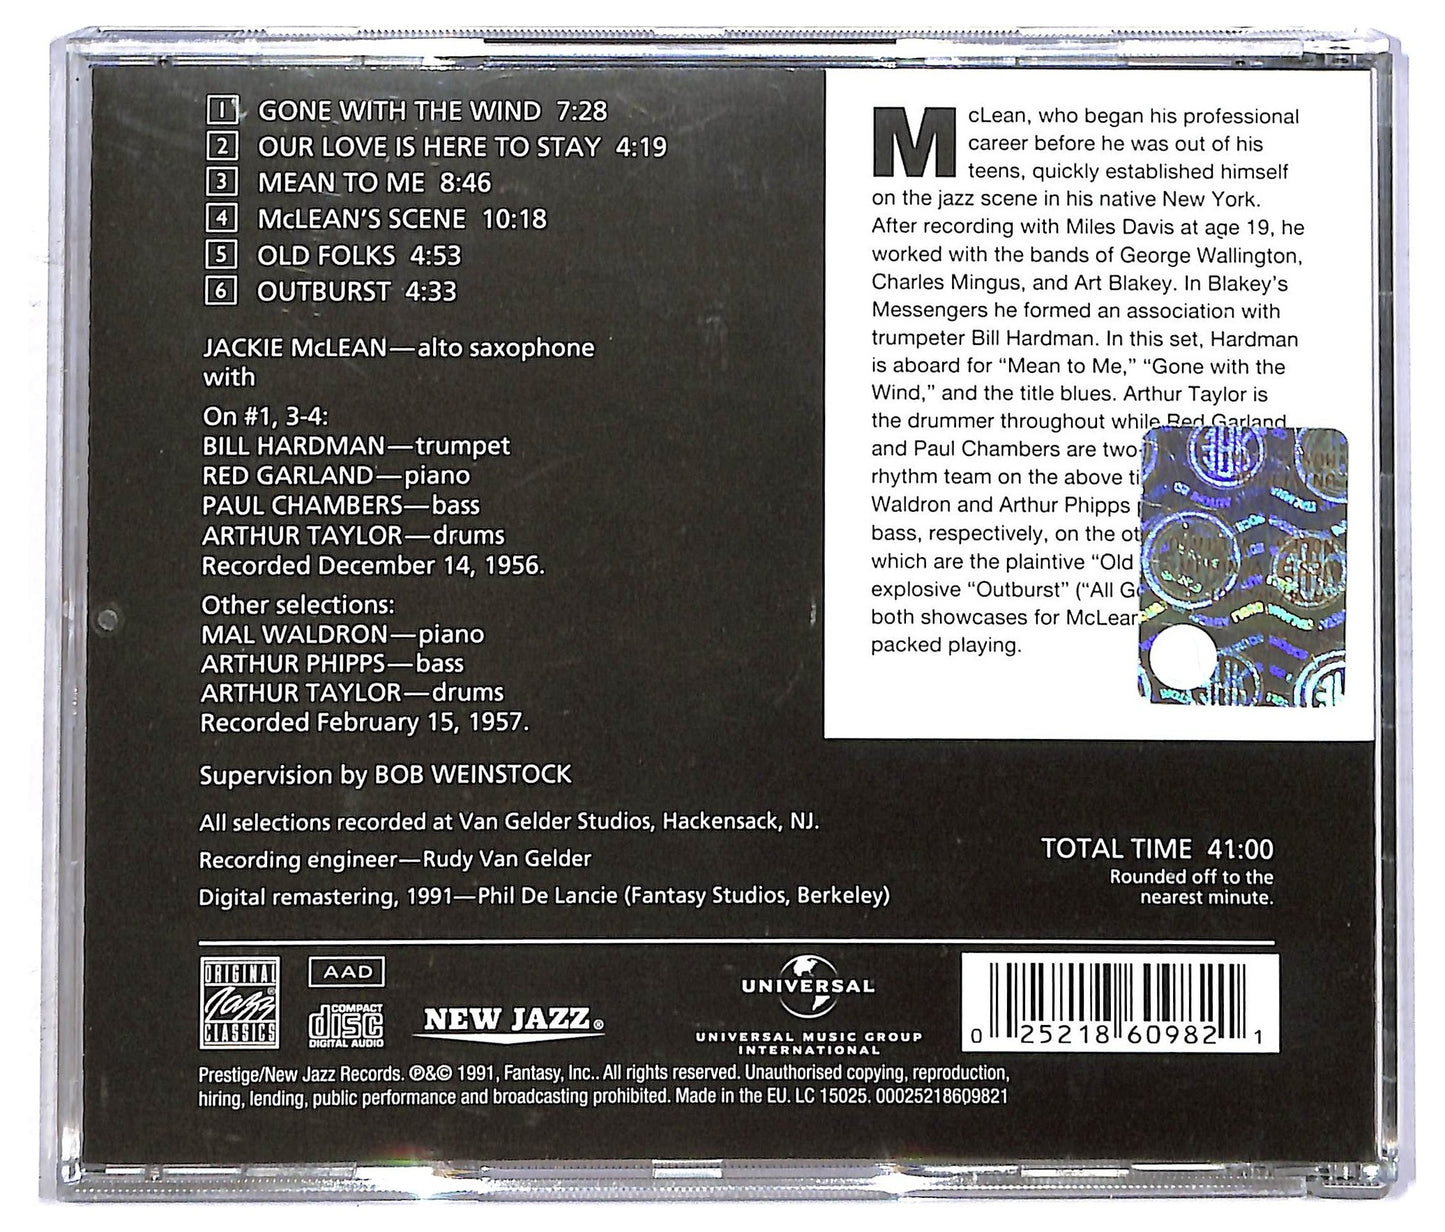 1 GONE WITH THE WIND 7:28
2 OUR LOVE IS HERE TO STAY 4:19
3 MEAN TO ME 8:46
4 McLEAN'S SCENE 10:18
5 OLD FOLKS 4:53
6 OUTBURST 4:33
JACKIE McLEAN—alto saxophone
with
On #1, 3-4:
BILL HARDMAN—trumpet
RED GARLAND—piano
PAUL CHAMBERS—bass
ARTHUR TAYLOR—drums
Recorded December 14, 1956.
Other selections:
MAL WALDRON—piano
ARTHUR PHIPPS—bass
ARTHUR TAYLOR—drums
Recorded February 15, 1957.
Supervision by BOB WEINSTOCK
All selections recorded at Van Gelder Studios, Hackensack, NJ.
Recording engineer—Rudy Van Gelder
Digital remastering, 1991—Phil De Lancie (Fantasy Studios, Berkeley)
McLean, who began his professional
career before he was out of his
teens, quickly established himself
on the jazz scene in his native New York.
After recording with Miles Davis at age 19, he
worked with the bands of George Wallington,
Charles Mingus, and Art Blakey. In Blakey's
Messengers he formed an association with
trumpeter Bill Hardman. In this set, Hardman
is aboard for "Mean to Me," "Gone with the
Wind," and the title blues. Arthur Taylor is
the drummer throughout while Red Garland
and Paul Chambers are two-
rhythm team on the above
Waldron and Arthur Phipps
bass, respectively, on the
which are the plaintive "Old
explosive "Outburst" ("All
both showcases for
packed playing.
TOTAL TIME 41:00
Rounded off to the
nearest minute.
ORIGINAL
Jazz
CLASSICS
AAD
COMPACT
disc
DIGITAL AUDIO
NEW JAZZ®
UNIVERSAL
UNIVERSAL MUSIC GROUP
INTERNATIONAL
0 25218 60982 1
Prestige/New Jazz Records. ℗&© 1991, Fantasy, Inc.. All rights reserved. Unauthorised copying, reproduction,
hiring, lending, public performance and broadcasting prohibited. Made in the EU. LC 15025. 00025218609821